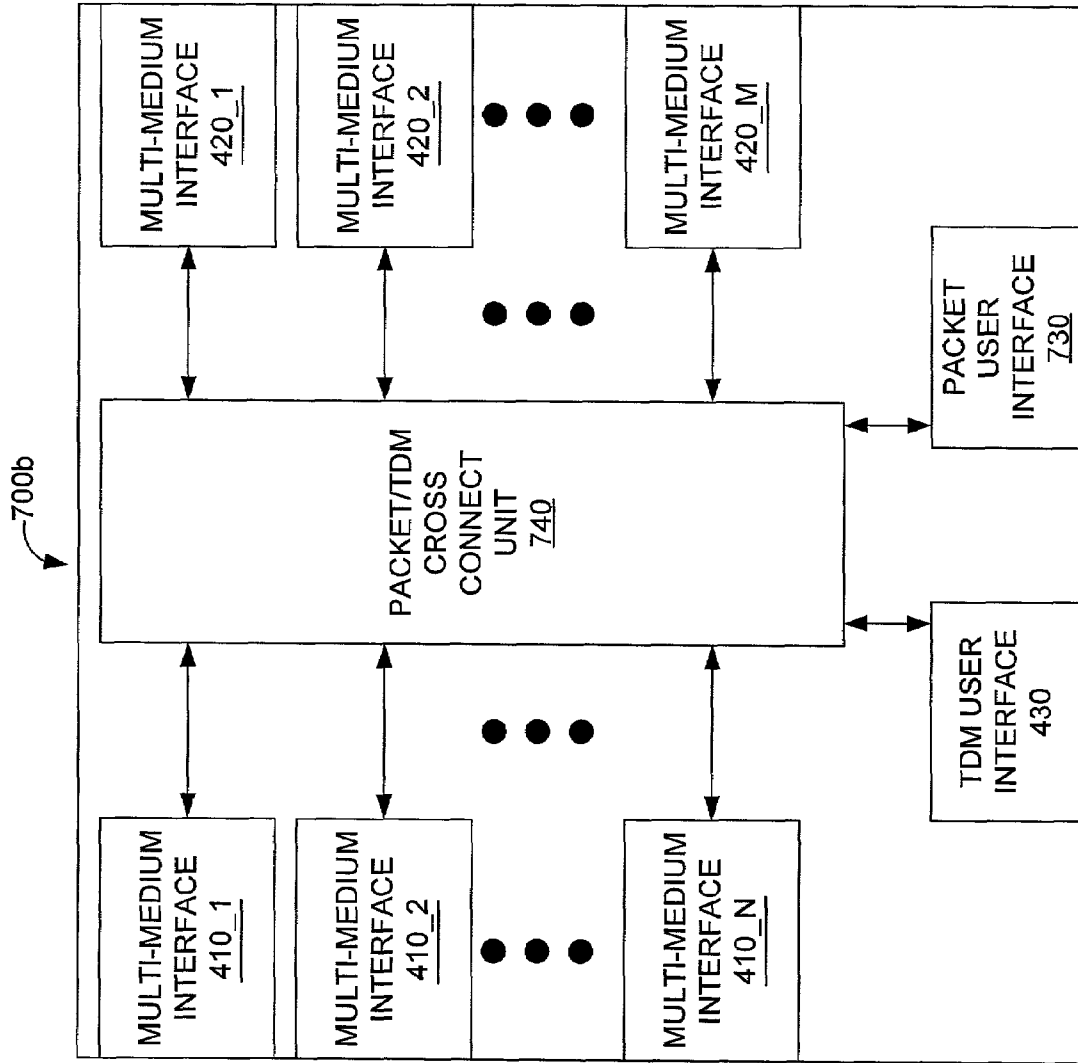 700b
MULTI-MEDIUM
INTERFACE
410_1
MULTI-MEDIUM
INTERFACE
410_2
MULTI-MEDIUM
INTERFACE
410_N
PACKET/TDM
CROSS
CONNECT
UNIT
740
MULTI-MEDIUM
INTERFACE
420_1
MULTI-MEDIUM
INTERFACE
420_2
MULTI-MEDIUM
INTERFACE
420_M
TDM USER
INTERFACE
430
PACKET
USER
INTERFACE
730